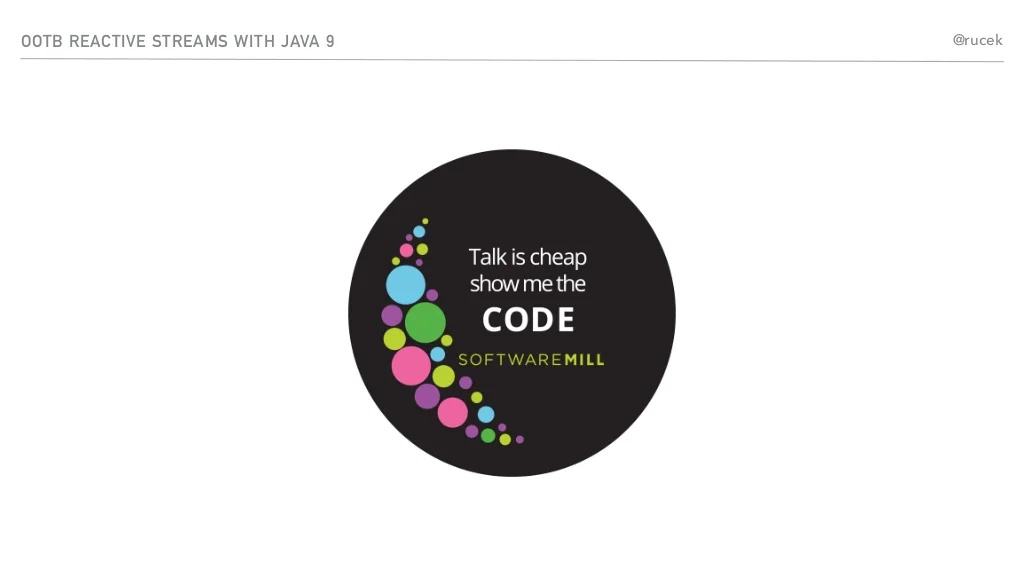 OOTB REACTIVE STREAMS WITH JAVA 9
@rucek
Talk is cheap
show me the
CODE
SOFTWAREMILL